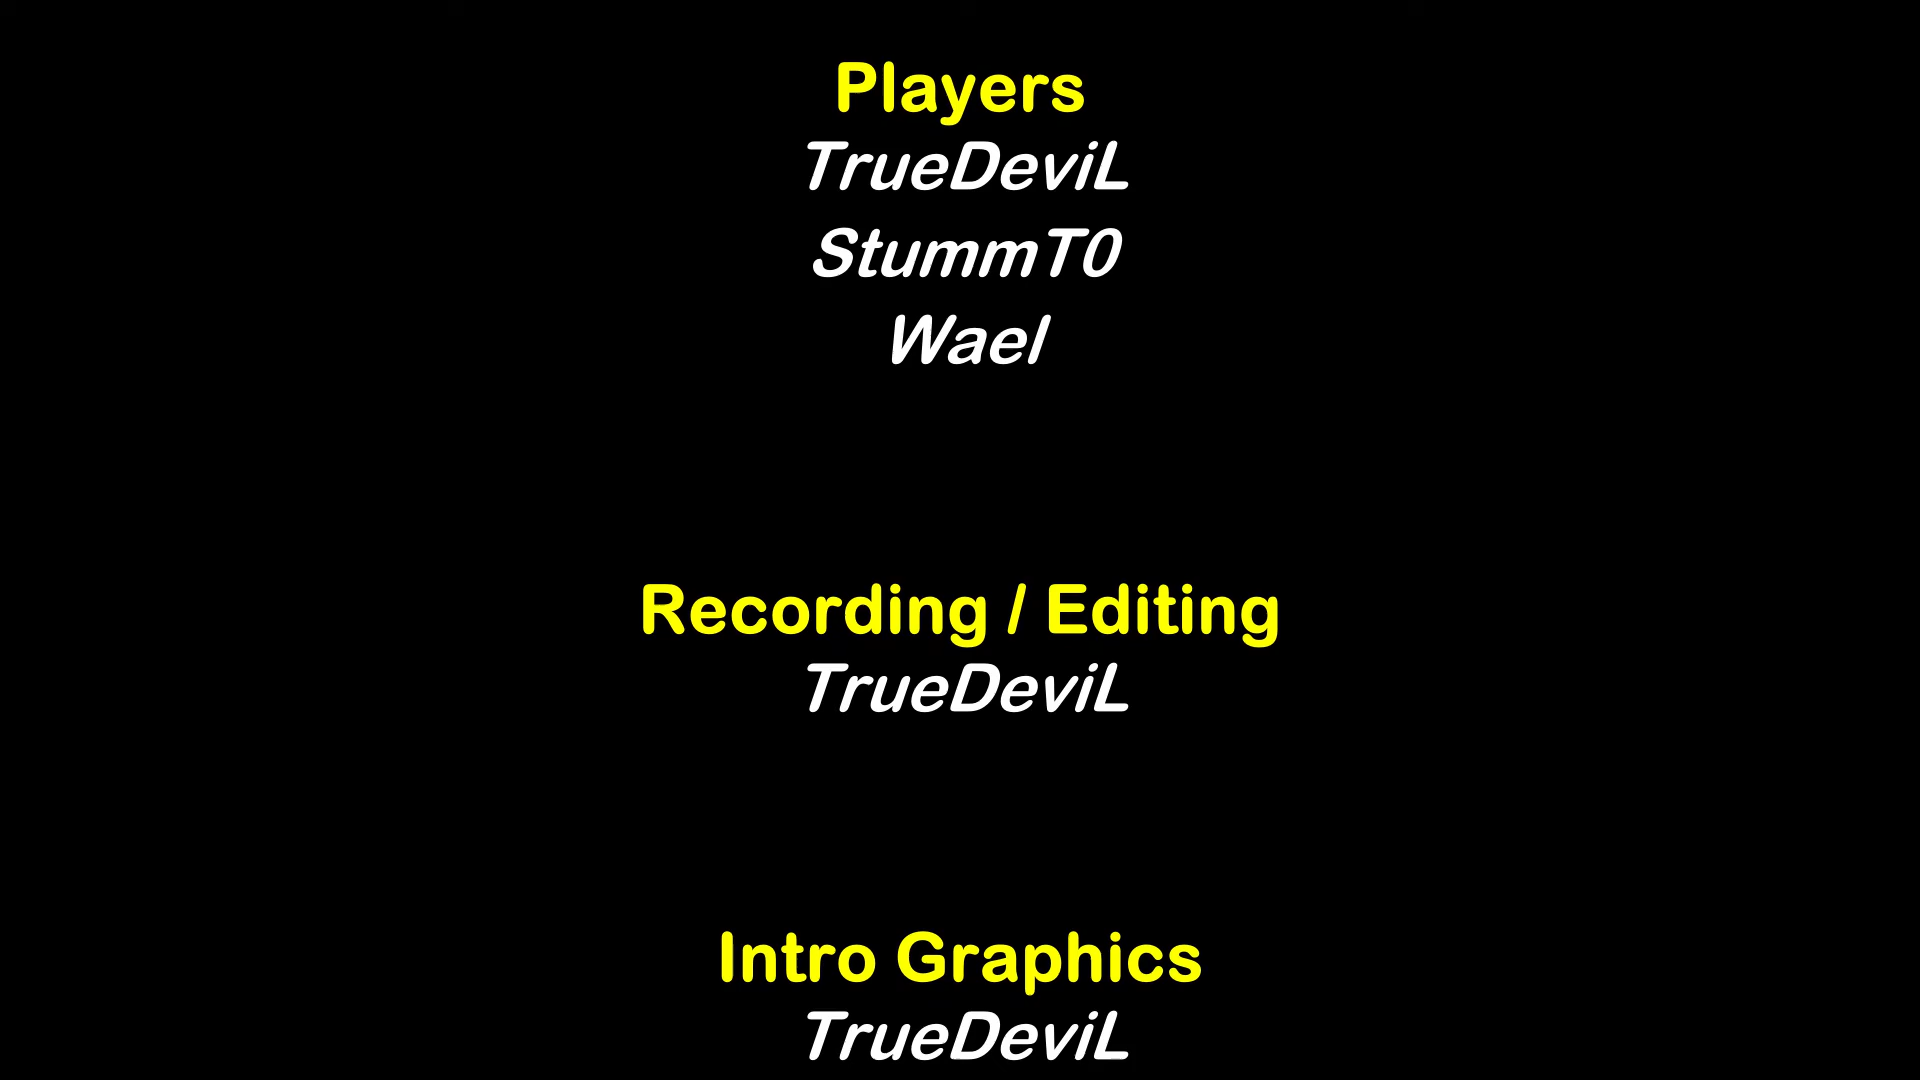 Players
TrueDeviL
StummT0
Wael
Recording / Editing
TrueDeviL
Intro Graphics
TrueDeviL